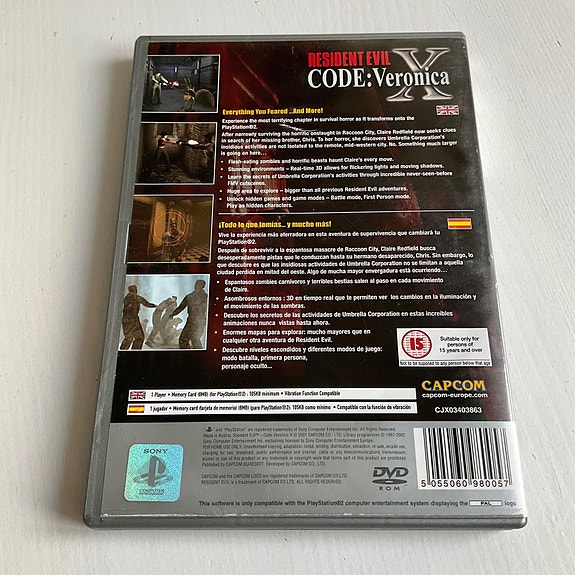 RESIDENT EVIL
CODE:Veronica X
Everything You Feared ...And More!
Experience the most terrifying chapter in survival horror as it transforms onto the
PlayStation®2.
After narrowly surviving the horrific onslaught in Raccoon City, Claire Redfield now seeks clues
in search of her missing brother, Chris. To her horror, she discovers Umbrella Corporation's
insidious activities are not isolated to the remote, mid-western city. No. Something much larger
is going on here...
• Flesh-eating zombies and horrific beasts haunt Claire's every move.
• Stunning environments – Real-time 3D allows for flickering lights and moving shadows.
• Learn the secrets of Umbrella Corporation's activities through incredible never-seen-before
FMV cutscenes.
• Huge area to explore – bigger than all previous Resident Evil adventures.
• Unlock hidden games and game modes – Battle mode, First Person mode.
Play as hidden characters.
¡Todo lo que temías... y mucho más!
Vive la experiencia más aterradora en esta aventura de supervivencia que cambiará tu
PlayStation®2.
Después de sobrevivir a la espantosa masacre de Raccoon City, Claire Redfield busca
desesperadamente pistas que le conduzcan hasta su hermano desaparecido, Chris. Sin embargo, lo
que descubre es que las insidiosas actividades de Umbrella Corporation no se limitan a aquella
ciudad perdida en mitad del oeste. Algo de mucha mayor envergadura está ocurriendo...
• Espantosos zombies carnívoros y terribles bestias salen al paso en cada movimiento
de Claire.
• Asombrosos entornos : 3D en tiempo real que te permiten ver los cambios en la iluminación y
el movimiento de las sombras.
• Descubre los secretos de las actividades de Umbrella Corporation en estas increíbles
animaciones nunca vistas hasta ahora.
• Enormes mapas para explorar: mucho mayores que en
cualquier otra aventura de Resident Evil.
• Descubre niveles escondidos y diferentes modos de juego:
modo batalla, primera persona,
personaje oculto...
15
Suitable only for
persons of
15 years and over
Not to be supplied to any person below that age.
CAPCOM
capcom-europe.com
CJX03403863
1 Player • Memory Card (8MB) (for PlayStation®2): 105KB minimum • Vibration Function Compatible
1 jugador • Memory card (tarjeta de memoria) (8MB) (para PlayStation®2): 105KB como mínimo • Compatible con la función de vibración
SONY
COMPUTER
ENTERTAINMENT
DVD
ROM
5 055060 980057
This software is only compatible with the PlayStation®2 computer entertainment system displaying the PAL logo